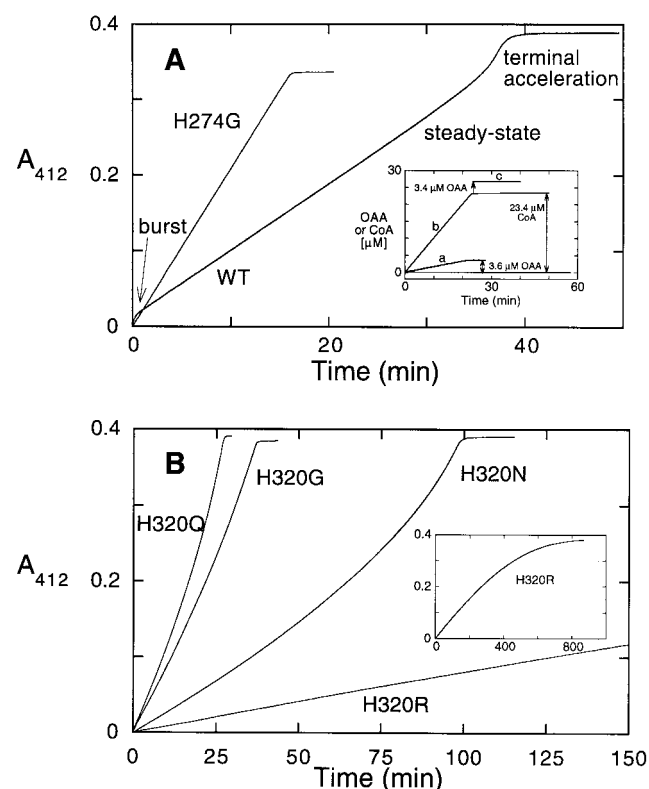 0.4
A
terminal
acceleration
H274G
steady-state
A412
0.2
burst
WT
30
c
3.4 µM OAA
OAA
or CoA
[µM]
b
23.4 µM
CoA
a
3.6 µM OAA
0
0 30 60
Time (min)
0
0 20 40
Time (min)
0.4
B
H320G
H320N
H320Q
A412
0.2
0.4
0.2
H320R
0
0 400 800
H320R
0
0 25 50 75 100 125 150
Time (min)